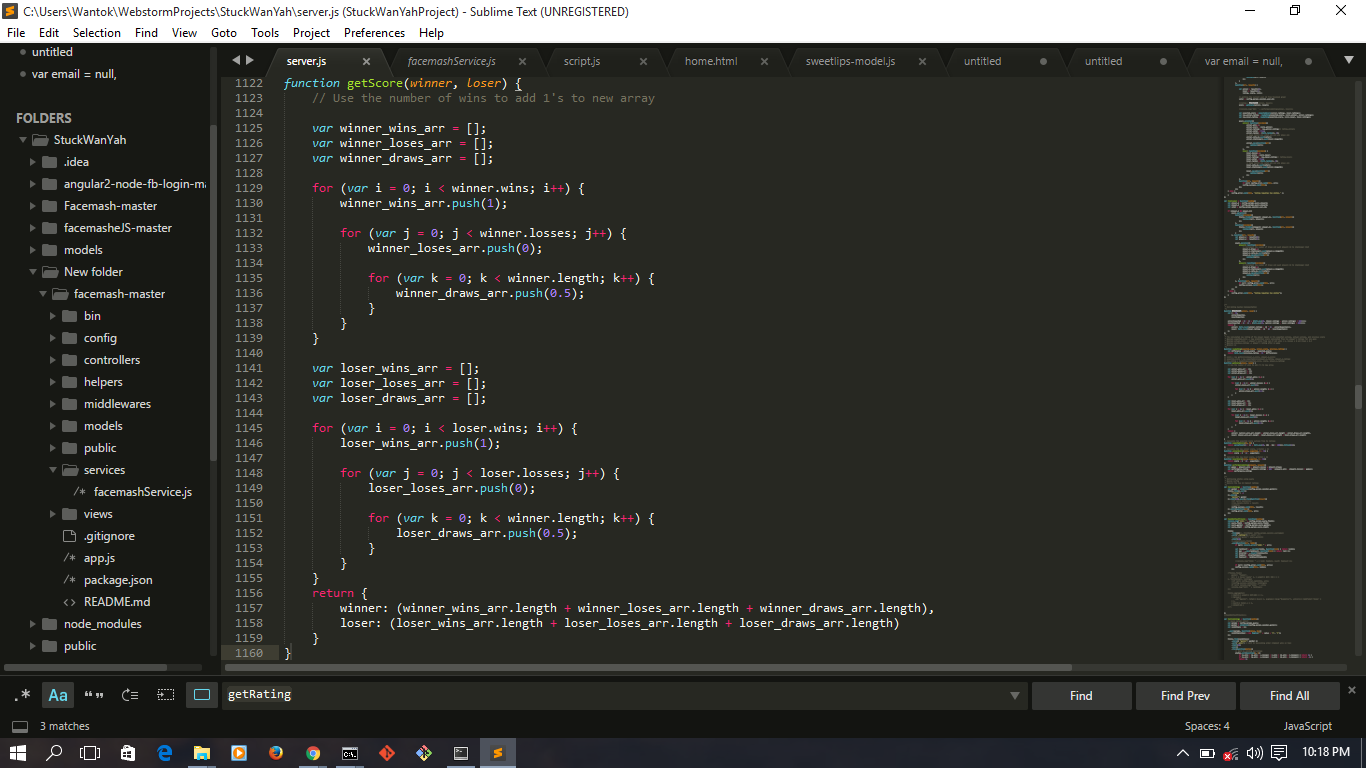 C:\Users\Wantok\WebstormProjects\StuckWanYah\server.js (StuckWanYahProject) - Sublime Text (UNREGISTERED)
File Edit Selection Find View Goto Tools Project Preferences Help
untitled
var email = null,
FOLDERS
StuckWanYah
.idea
angular2-node-fb-login-ma
Facemash-master
facemasheJS-master
models
New folder
facemash-master
bin
config
controllers
helpers
middlewares
models
public
services
/* facemashService.js
views
.gitignore
/* app.js
/* package.json
<> README.md
node_modules
public
server.js facemashService.js script.js home.html sweetlips-model.js untitled untitled var email = null,
1122 function getScore(winner, loser) {
1123 // Use the number of wins to add 1's to new array
1124
1125 var winner_wins_arr = [];
1126 var winner_loses_arr = [];
1127 var winner_draws_arr = [];
1128
1129 for (var i = 0; i < winner.wins; i++) {
1130 winner_wins_arr.push(1);
1131
1132 for (var j = 0; j < winner.losses; j++) {
1133 winner_loses_arr.push(0);
1134
1135 for (var k = 0; k < winner.length; k++) {
1136 winner_draws_arr.push(0.5);
1137 }
1138 }
1139 }
1140
1141 var loser_wins_arr = [];
1142 var loser_loses_arr = [];
1143 var loser_draws_arr = [];
1144
1145 for (var i = 0; i < loser.wins; i++) {
1146 loser_wins_arr.push(1);
1147
1148 for (var j = 0; j < loser.losses; j++) {
1149 loser_loses_arr.push(0);
1150
1151 for (var k = 0; k < winner.length; k++) {
1152 loser_draws_arr.push(0.5);
1153 }
1154 }
1155 }
1156 return {
1157 winner: (winner_wins_arr.length + winner_loses_arr.length + winner_draws_arr.length),
1158 loser: (loser_wins_arr.length + loser_loses_arr.length + loser_draws_arr.length)
1159 }
1160 }
.* Aa “” getRating Find Find Prev Find All
3 matches Spaces: 4 JavaScript
10:18 PM